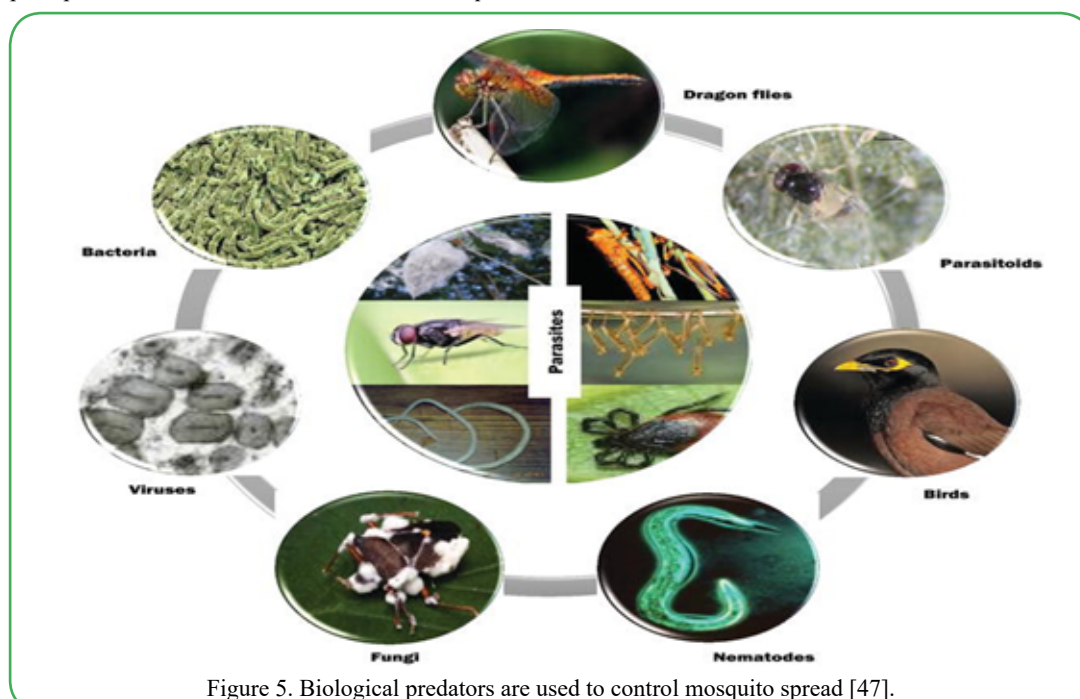 Dragon flies
Parasitoids
Bacteria
Parasites
Birds
Viruses
Nematodes
Fungi
Figure 5. Biological predators are used to control mosquito spread [47].